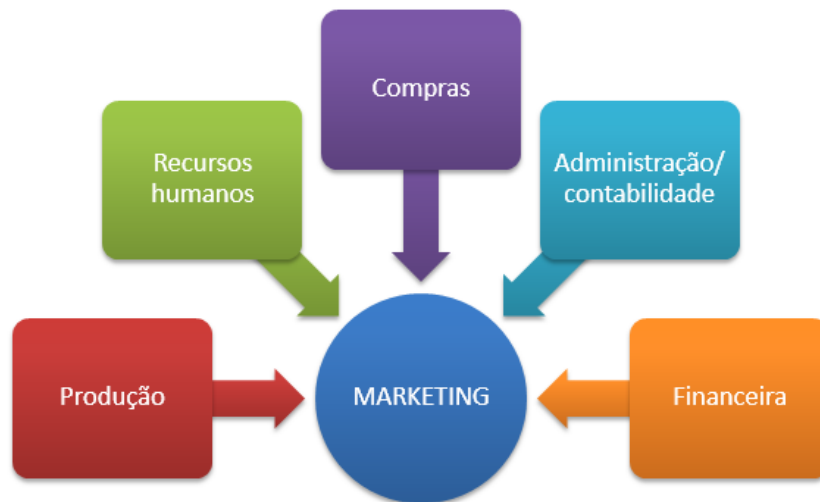 Compras
Recursos
humanos
Administração/
contabilidade
Produção
MARKETING
Financeira